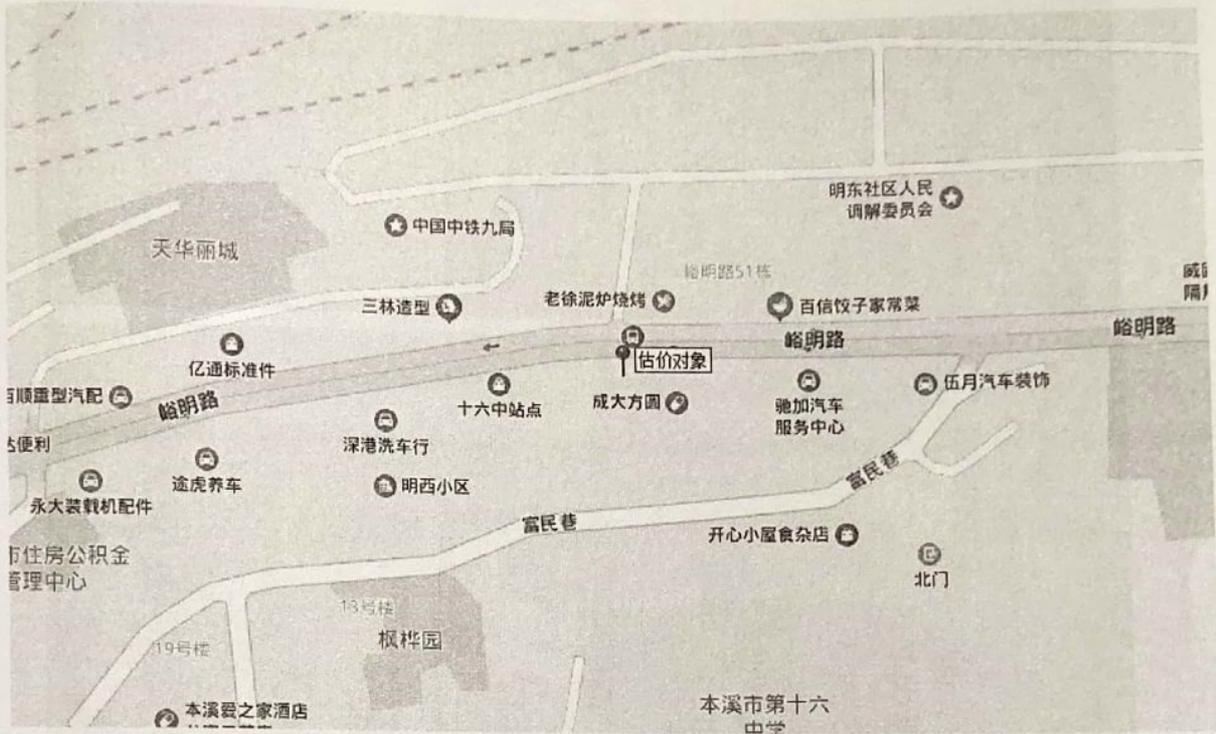 明东社区人民
调解委员会
中国中铁九局
天华丽城
峪明路51栋
三林造型
老徐泥炉烧烤
百信饺子家常菜
峪明路
峪明路
估价对象
亿通标准件
顺重型汽配
峪明路
十六中站点
成大方圆
驰加汽车
服务中心
伍月汽车装饰
便利
深港洗车行
途虎养车
明西小区
永大装载机配件
富民巷
富民巷
开心小屋食杂店
北门
市住房公积金
管理中心
枫桦园
19号楼
本溪爱之家酒店
本溪市第十六
中学